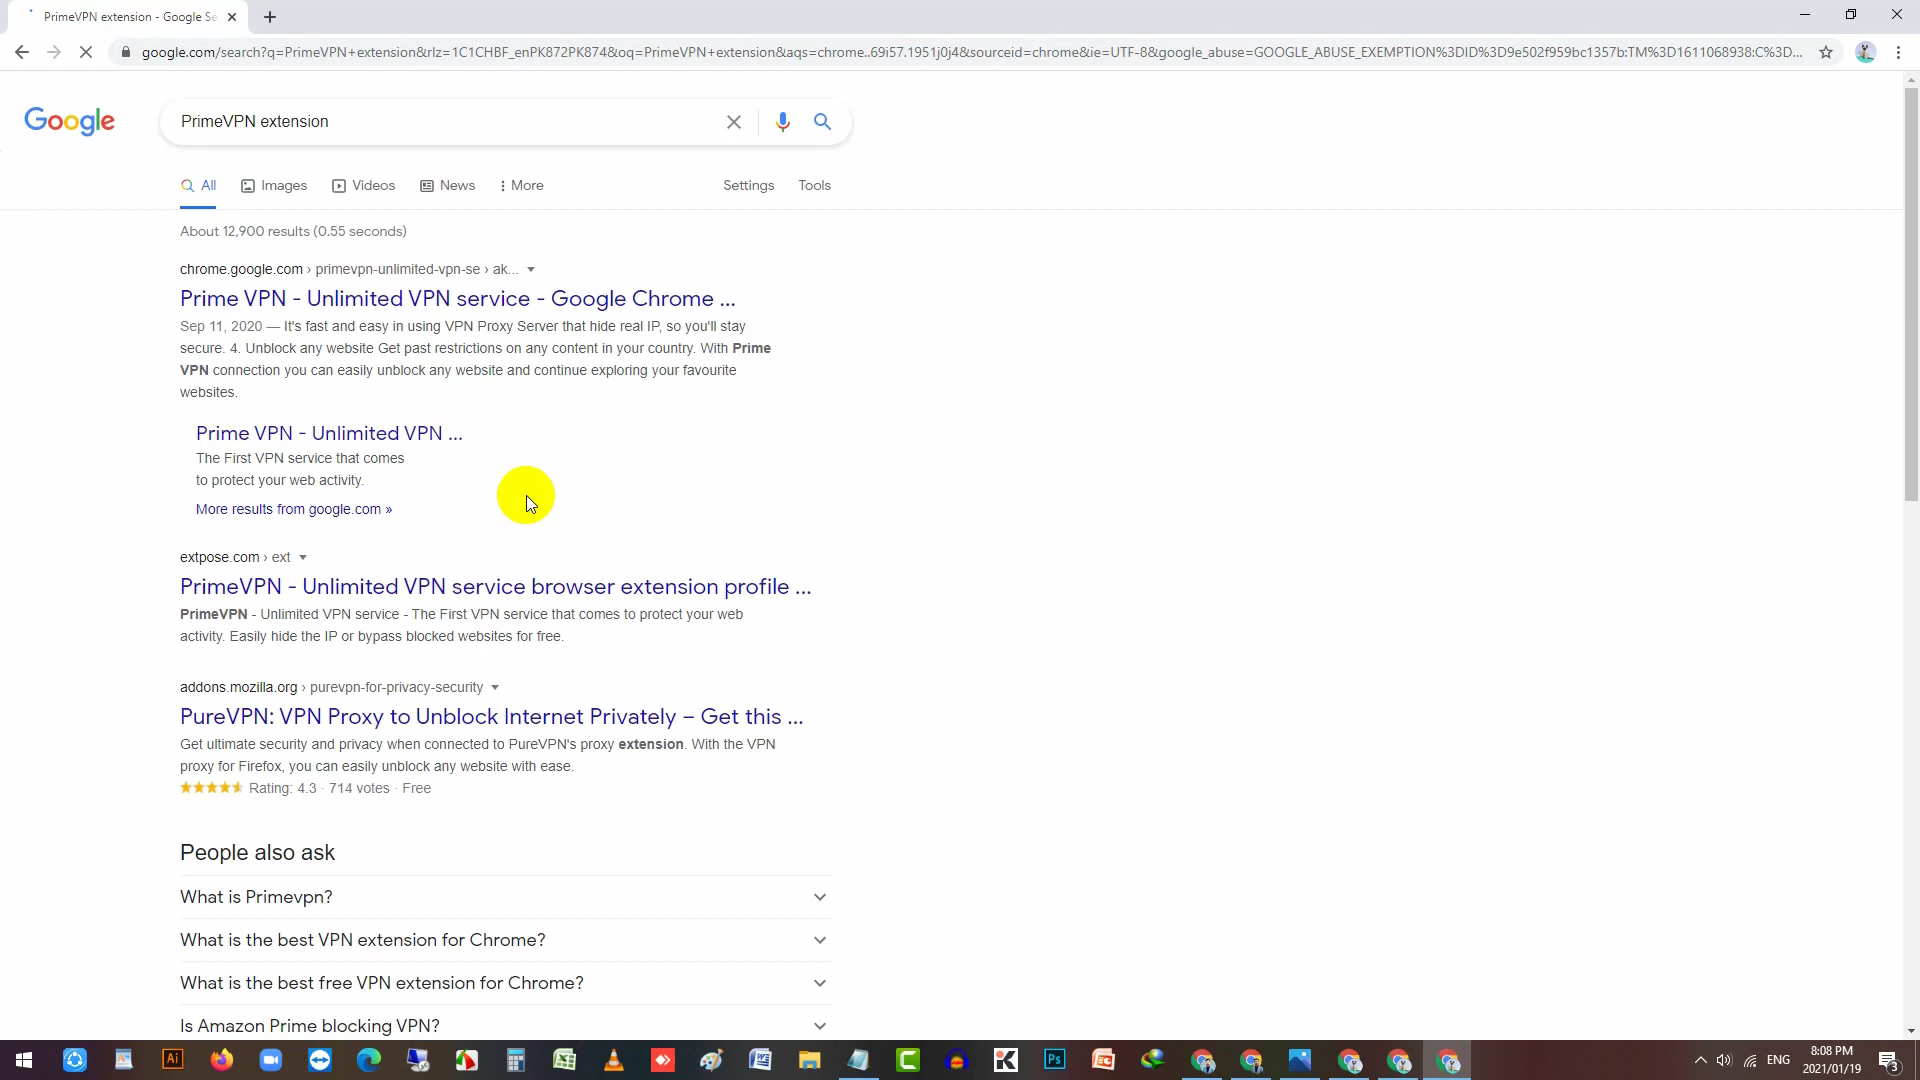 PrimeVPN extension - Google Se
google.com/search?q=PrimeVPN+extension&rlz=1C1CHBF_enPK872PK874&oq=PrimeVPN+extension&aqs=chrome..69i57.1951j0j4&sourceid=chrome&ie=UTF-8&google_abuse=GOOGLE_ABUSE_EXEMPTION%3DID%3D9e502f959bc1357b:TM%3D1611068938:C%3D...
Google
PrimeVPN extension
All Images Videos News More Settings Tools
About 12,900 results (0.55 seconds)
chrome.google.com › primevpn-unlimited-vpn-se › ak...
Prime VPN - Unlimited VPN service - Google Chrome ...
Sep 11, 2020 — It's fast and easy in using VPN Proxy Server that hide real IP, so you'll stay
secure. 4. Unblock any website Get past restrictions on any content in your country. With Prime
VPN connection you can easily unblock any website and continue exploring your favourite
websites.
Prime VPN - Unlimited VPN ...
The First VPN service that comes
to protect your web activity.
More results from google.com »
extpose.com › ext
PrimeVPN - Unlimited VPN service browser extension profile ...
PrimeVPN - Unlimited VPN service - The First VPN service that comes to protect your web
activity. Easily hide the IP or bypass blocked websites for free.
addons.mozilla.org › purevpn-for-privacy-security
PureVPN: VPN Proxy to Unblock Internet Privately – Get this ...
Get ultimate security and privacy when connected to PureVPN's proxy extension. With the VPN
proxy for Firefox, you can easily unblock any website with ease.
Rating: 4.3 · 714 votes · Free
People also ask
What is Primevpn?
What is the best VPN extension for Chrome?
What is the best free VPN extension for Chrome?
Is Amazon Prime blocking VPN?
Ai
Ps
ENG
8:08 PM
2021/01/19
3